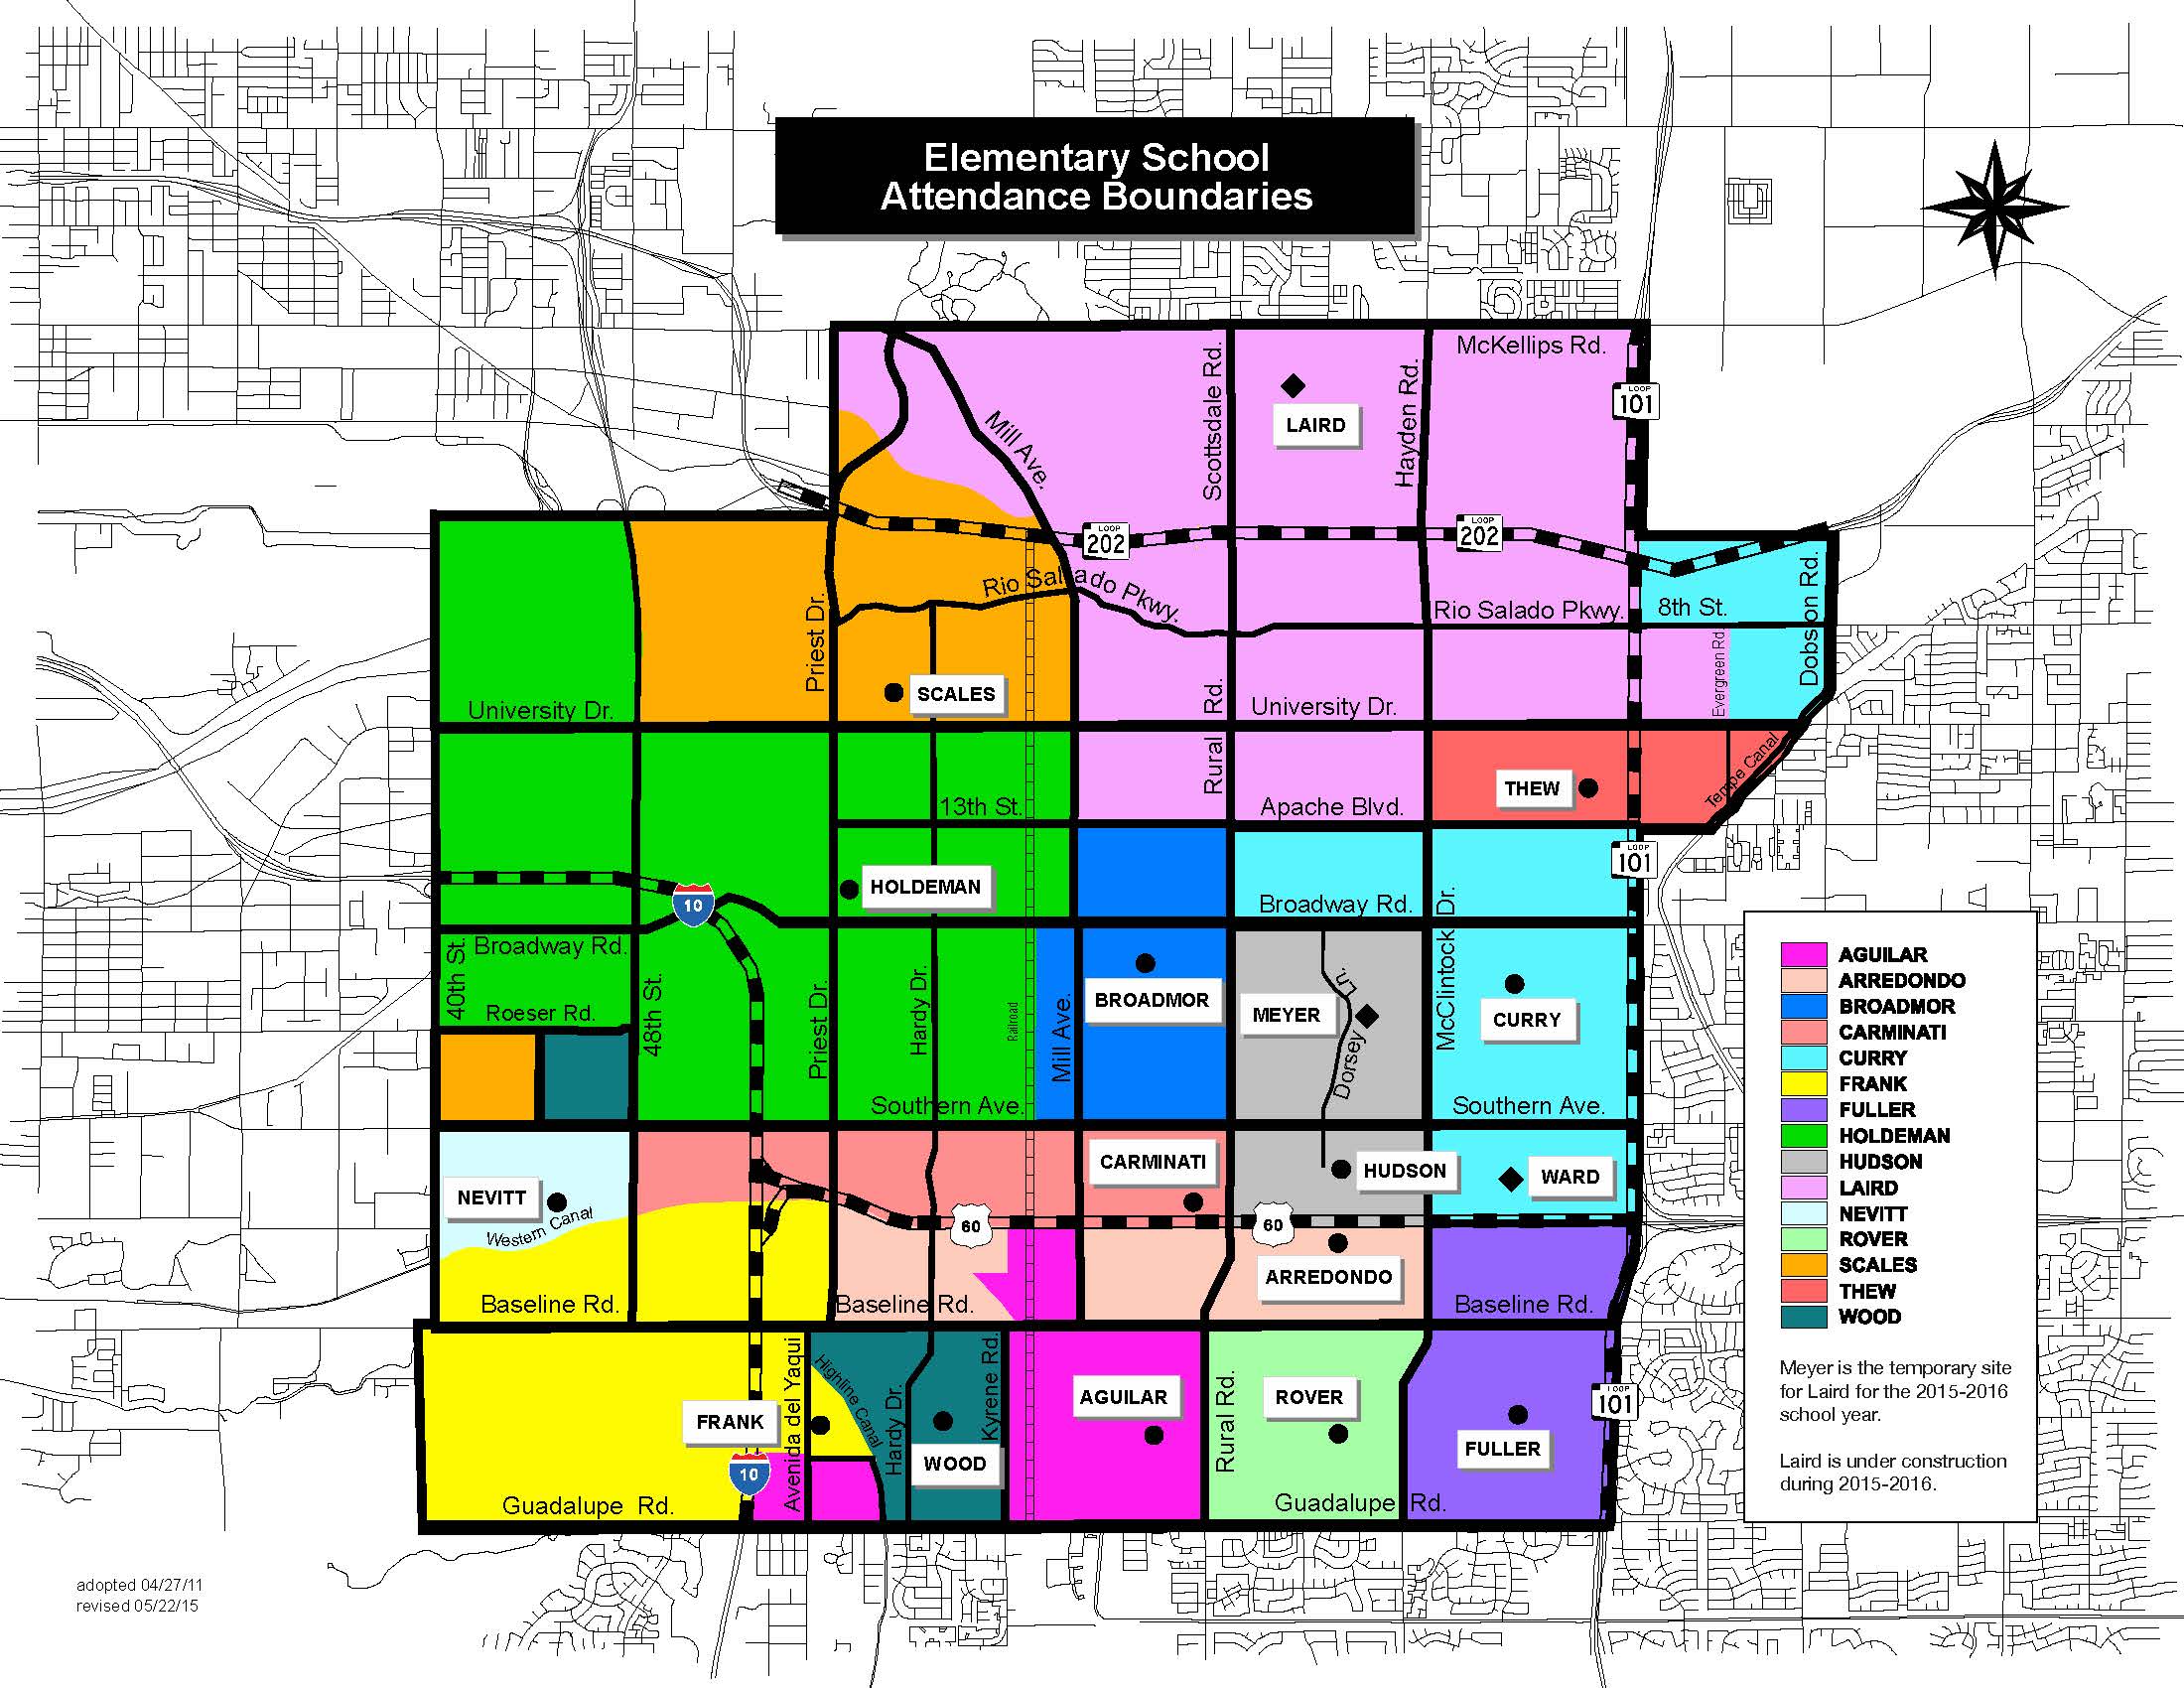 Elementary School
Attendance Boundaries
McKellips Rd.
LOOP
101
Scottsdale Rd.
LAIRD
Hayden Rd.
Mill Ave.
LOOP
202
LOOP
202
Rio Salado Pkwy.
Rio Salado Pkwy.
8th St.
Dobson Rd.
Priest Dr.
Evergreen Rd.
SCALES
University Dr.
Rd.
University Dr.
Rural
THEW
Tempe Canal
13th St.
Apache Blvd.
LOOP
101
HOLDEMAN
10
Broadway Rd.
McClintock Dr.
Broadway Rd.
40th St.
Roeser Rd.
48th St.
Priest Dr.
Hardy Dr.
Railroad
Mill Ave.
BROADMOR
MEYER
Dorsey Ln.
CURRY
Southern Ave.
Southern Ave.
CARMINATI
HUDSON
WARD
NEVITT
Western Canal
60
60
ARREDONDO
Baseline Rd.
Baseline Rd.
Baseline Rd.
Avenida del Yaqui
Highline Canal
Hardy Dr.
Kyrene Rd.
FRANK
WOOD
AGUILAR
Rural Rd.
ROVER
FULLER
LOOP
101
10
Guadalupe Rd.
Guadalupe Rd.
AGUILAR
ARREDONDO
BROADMOR
CARMINATI
CURRY
FRANK
FULLER
HOLDEMAN
HUDSON
LAIRD
NEVITT
ROVER
SCALES
THEW
WOOD
Meyer is the temporary site
for Laird for the 2015-2016
school year.
Laird is under construction
during 2015-2016.
adopted 04/27/11
revised 05/22/15